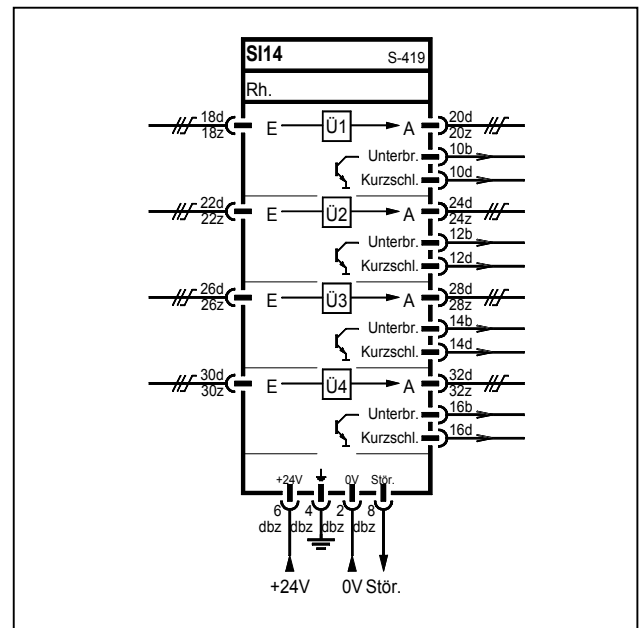 SI14 S-419
Rh.
18d E Ü1 A 20d
18z 20z
Unterbr. 10b
Kurzschl. 10d
22d E Ü2 A 24d
22z 24z
Unterbr. 12b
Kurzschl. 12d
26d E Ü3 A 28d
26z 28z
Unterbr. 14b
Kurzschl. 14d
30d E Ü4 A 32d
30z 32z
Unterbr. 16b
Kurzschl. 16d
+24V 0V Stör.
6 4 2 8
dbz dbz dbz dbz
+24V 0V Stör.